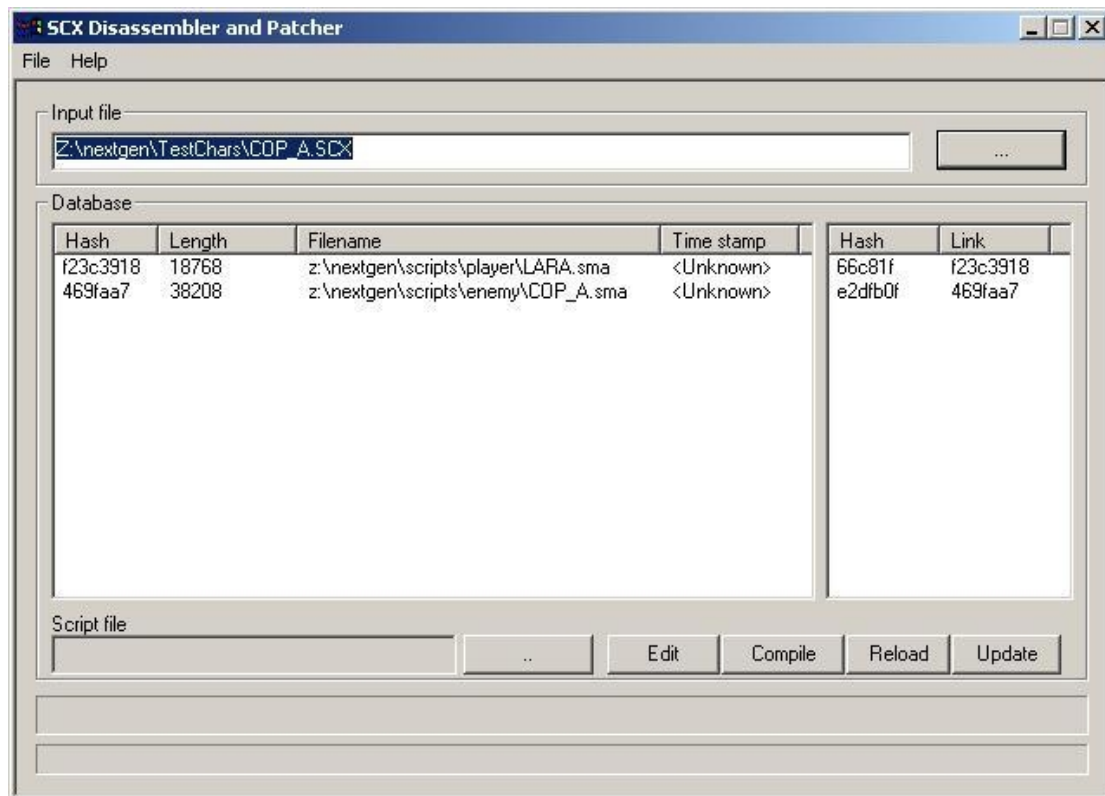 SCX Disassembler and Patcher
File Help
Input file
Z:\nextgen\TestChars\COP_A.SCX
...
Database
Hash Length Filename Time stamp Hash Link
f23c3918 18768 z:\nextgen\scripts\player\LARA.sma <Unknown> 66c81f f23c3918
469faa7 38208 z:\nextgen\scripts\enemy\COP_A.sma <Unknown> e2dfb0f 469faa7
Script file
.. Edit Compile Reload Update